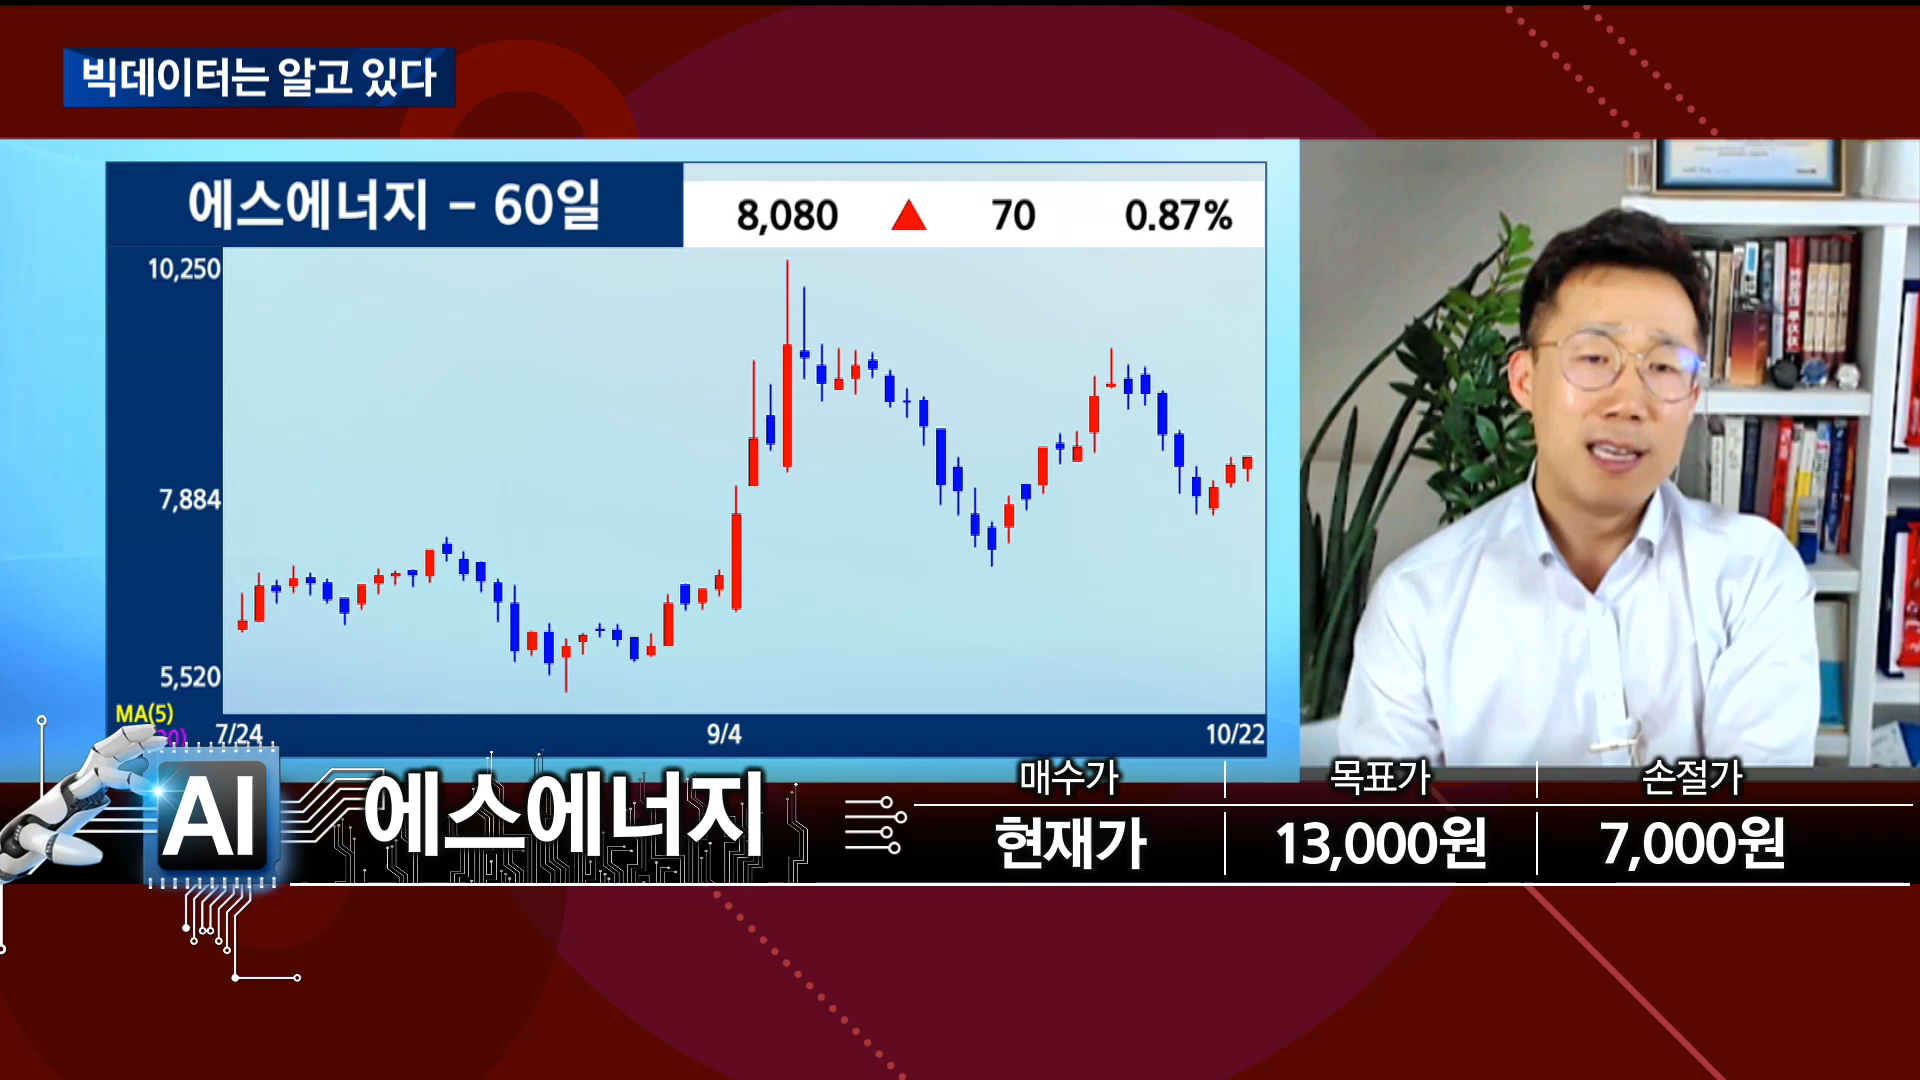 빅데이터는 알고 있다
에스에너지 - 60일
8,080 ▲ 70 0.87%
10,250
7,884
5,520
MA(5)
7/24 9/4 10/22
AI 에스에너지
매수가 목표가 손절가
현재가 13,000원 7,000원